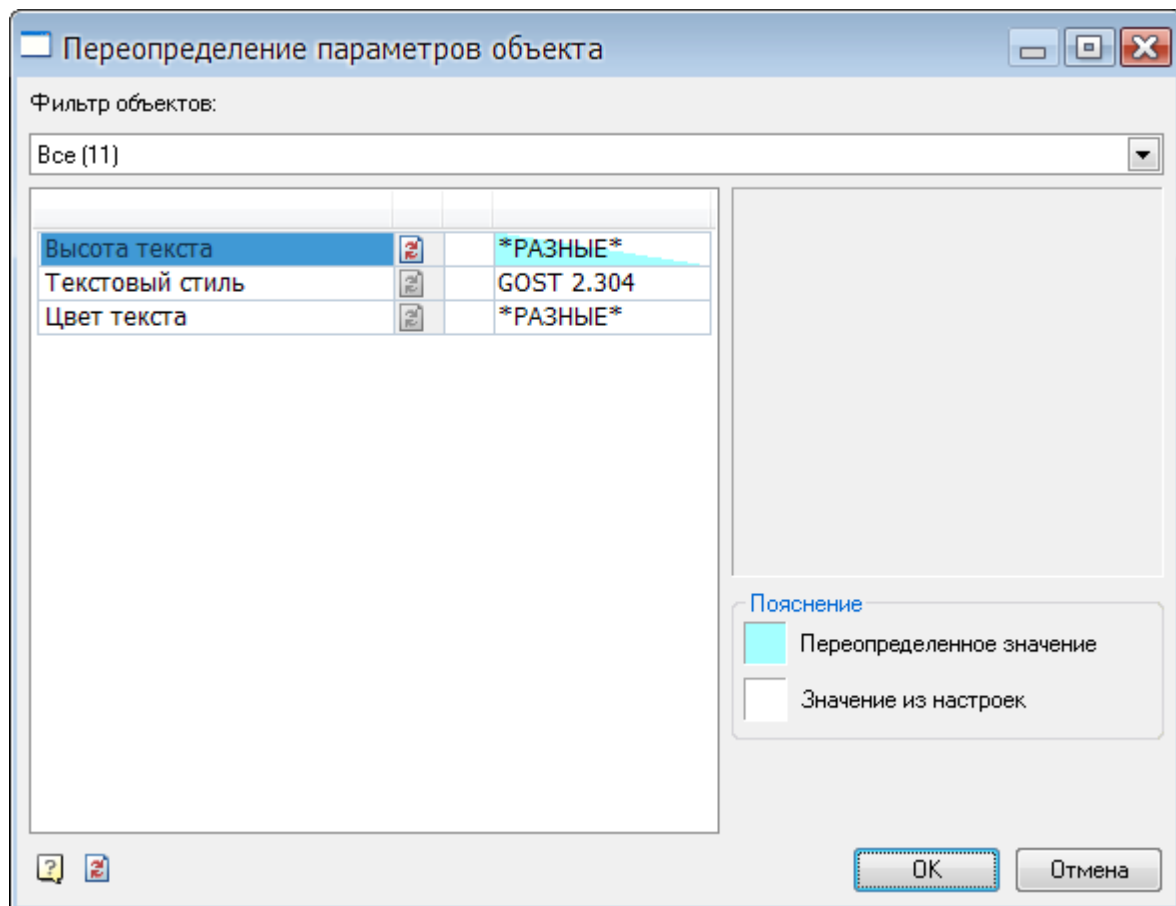 Переопределение параметров объекта
Фильтр объектов:
Все (11)
Высота текста *РАЗНЫЕ*
Текстовый стиль GOST 2.304
Цвет текста *РАЗНЫЕ*
Пояснение
Переопределенное значение
Значение из настроек
OK Отмена